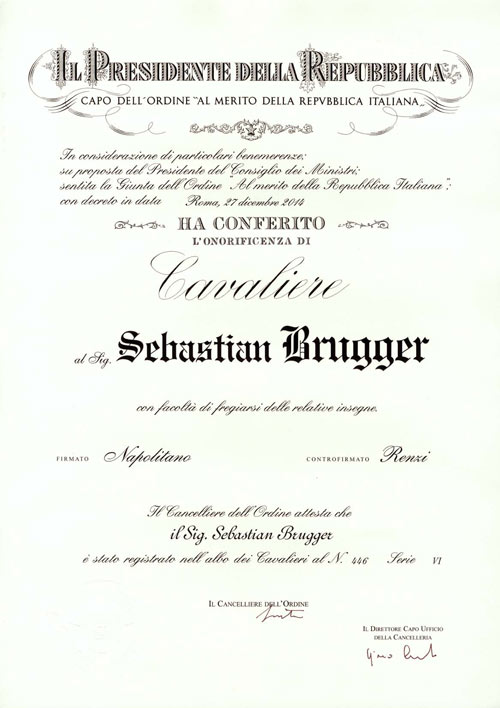 IL PRESIDENTE DELLA REPUBBLICA
CAPO DELL'ORDINE "AL MERITO DELLA REPVBBLICA ITALIANA"
In considerazione di particolari benemerenze;
su proposta del Presidente del Consiglio dei Ministri;
sentita la Giunta dell'Ordine "Al merito della Repubblica Italiana";
con decreto in data Roma, 27 dicembre 2014
HA CONFERITO
L'ONORIFICENZA DI
Cavaliere
al Sig. Sebastian Brugger
con facoltà di fregiarsi delle relative insegne.
FIRMATO Napolitano CONTROFIRMATO Renzi
Il Cancelliere dell'Ordine attesta che
il Sig. Sebastian Brugger
è stato registrato nell'albo dei Cavalieri al N. 446 Serie VI
IL CANCELLIERE DELL'ORDINE
IL DIRETTORE CAPO UFFICIO
DELLA CANCELLERIA